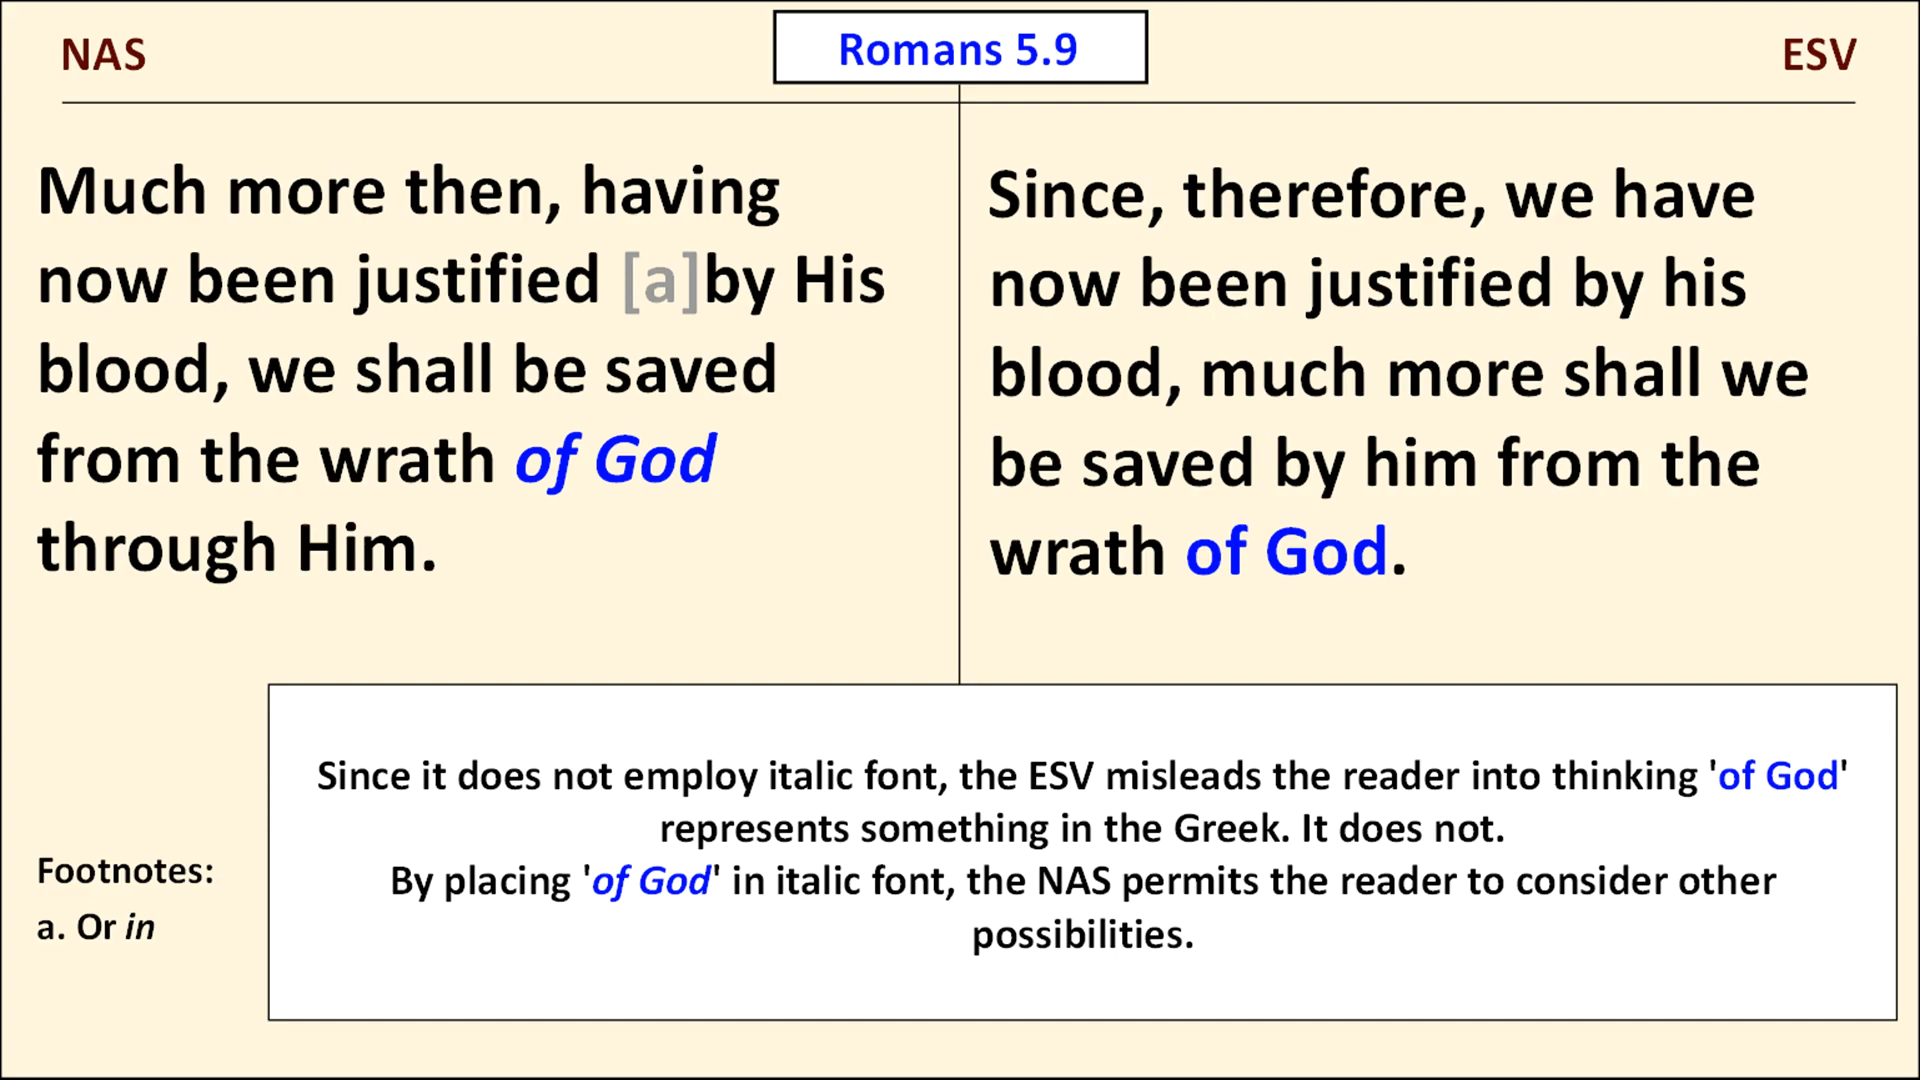 NAS
Romans 5.9
ESV
Much more then, having
now been justified [a]by His
blood, we shall be saved
from the wrath of God
through Him.
Since, therefore, we have
now been justified by his
blood, much more shall we
be saved by him from the
wrath of God.
Footnotes:
a. Or in
Since it does not employ italic font, the ESV misleads the reader into thinking 'of God'
represents something in the Greek. It does not.
By placing 'of God' in italic font, the NAS permits the reader to consider other
possibilities.